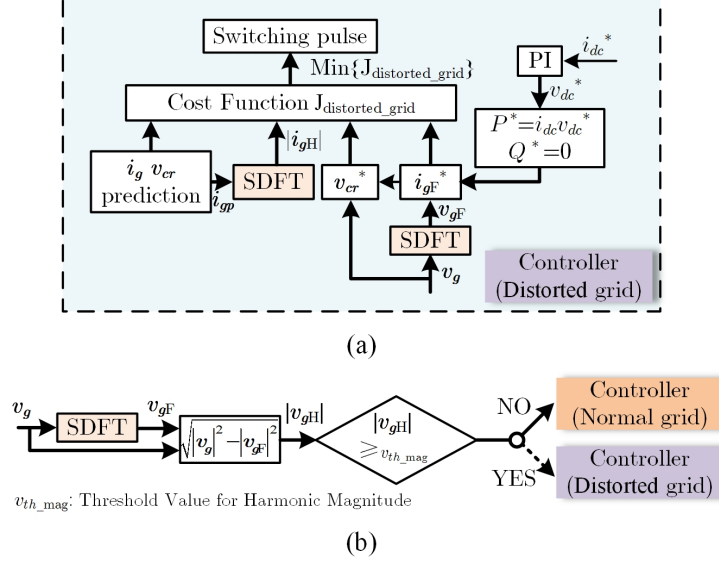 Switching pulse
Min{J_distorted_grid}
Cost Function J_distorted_grid
PI
i_dc*
v_dc*
P*=i_dc v_dc*
Q*=0
|i_gH|
i_g v_cr
prediction
i_gp
SDFT
v_cr*
i_gF*
v_gF
SDFT
v_g
Controller
(Distorted grid)
(a)
v_g
SDFT
v_gF
√|v_g|²−|v_gF|²
|v_gH|
|v_gH|
⩾v_th_mag
NO
YES
Controller
(Normal grid)
Controller
(Distorted grid)
v_th_mag: Threshold Value for Harmonic Magnitude
(b)